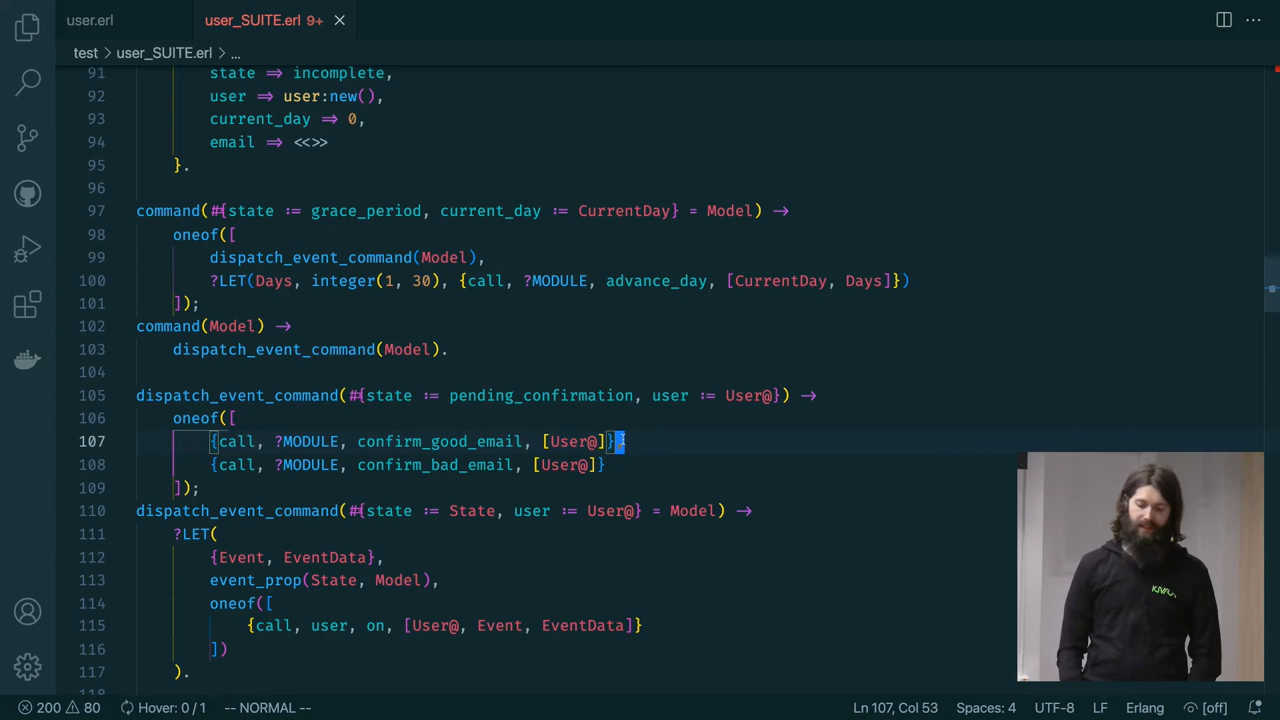 user.erl
user_SUITE.erl 9+
test > user_SUITE.erl > ...
91 state => incomplete,
92 user => user:new(),
93 current_day => 0,
94 email => <<>>
95 }.
96
97 command(#{state := grace_period, current_day := CurrentDay} = Model) ->
98 oneof([
99 dispatch_event_command(Model),
100 ?LET(Days, integer(1, 30), {call, ?MODULE, advance_day, [CurrentDay, Days]})
101 ]);
102 command(Model) ->
103 dispatch_event_command(Model).
104
105 dispatch_event_command(#{state := pending_confirmation, user := User@}) ->
106 oneof([
107 {call, ?MODULE, confirm_good_email, [User@]},
108 {call, ?MODULE, confirm_bad_email, [User@]}
109 ]);
110 dispatch_event_command(#{state := State, user := User@} = Model) ->
111 ?LET(
112 {Event, EventData},
113 event_prop(State, Model),
114 oneof([
115 {call, user, on, [User@, Event, EventData]}
116 ])
117 ).
118
200 80 Hover: 0/1 -- NORMAL -- Ln 107, Col 53 Spaces: 4 UTF-8 LF Erlang [off]